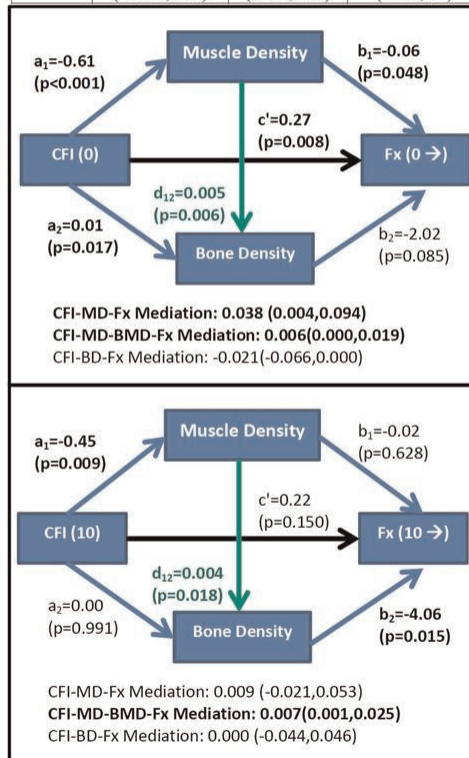 Muscle Density
a₁=-0.61
(p<0.001)
b₁=-0.06
(p=0.048)
c'=0.27
(p=0.008)
CFI (0)
Fx (0 →)
d₁₂=0.005
(p=0.006)
a₂=0.01
(p=0.017)
b₂=-2.02
(p=0.085)
Bone Density
CFI-MD-Fx Mediation: 0.038 (0.004,0.094)
CFI-MD-BMD-Fx Mediation: 0.006(0.000,0.019)
CFI-BD-Fx Mediation: -0.021(-0.066,0.000)
Muscle Density
a₁=-0.45
(p=0.009)
b₁=-0.02
(p=0.628)
c'=0.22
(p=0.150)
CFI (10)
Fx (10 →)
d₁₂=0.004
(p=0.018)
a₂=0.00
(p=0.991)
b₂=-4.06
(p=0.015)
Bone Density
CFI-MD-Fx Mediation: 0.009 (-0.021,0.053)
CFI-MD-BMD-Fx Mediation: 0.007(0.001,0.025)
CFI-BD-Fx Mediation: 0.000 (-0.044,0.046)